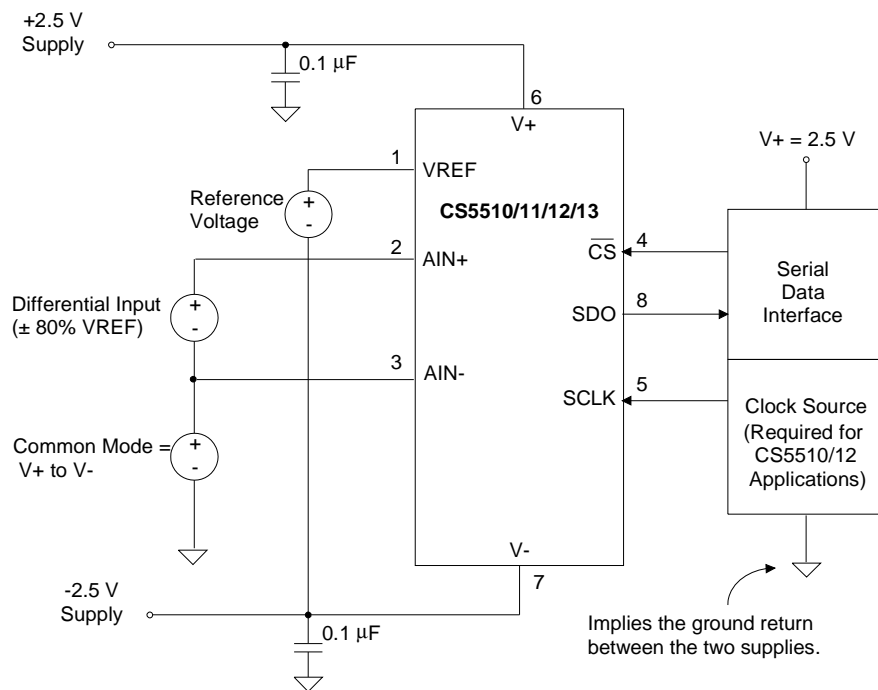 +2.5 V
Supply
0.1 μF
6
V+
V+ = 2.5 V
1
VREF
Reference
Voltage
+
-
CS5510/11/12/13
2
AIN+
CS
4
Serial
Data
Interface
Differential Input
(± 80% VREF)
+
-
SDO
8
3
AIN-
SCLK
5
Clock Source
(Required for
CS5510/12
Applications)
Common Mode =
V+ to V-
+
-
V-
7
-2.5 V
Supply
0.1 μF
Implies the ground return
between the two supplies.